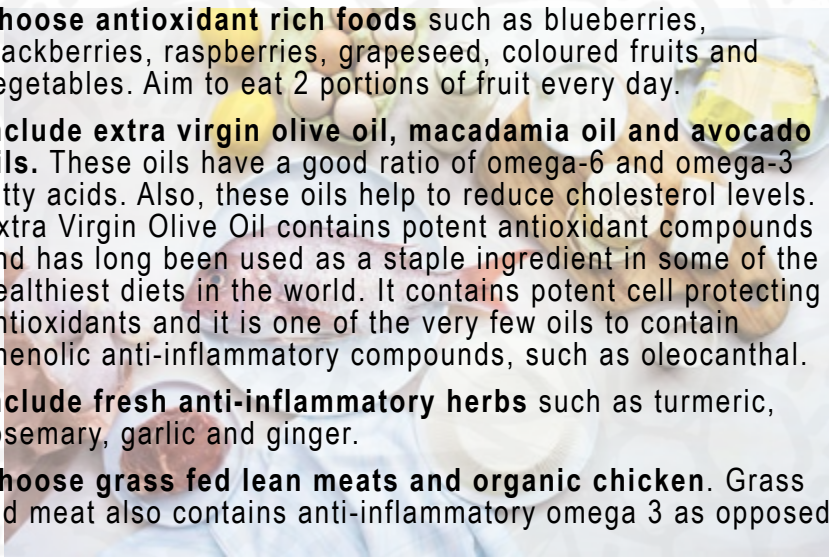 hoose antioxidant rich foods such as blueberries,
ackberries, raspberries, grapeseed, coloured fruits and
egetables. Aim to eat 2 portions of fruit every day.
nclude extra virgin olive oil, macadamia oil and avocado
ils. These oils have a good ratio of omega-6 and omega-3
tty acids. Also, these oils help to reduce cholesterol levels.
xtra Virgin Olive Oil contains potent antioxidant compounds
nd has long been used as a staple ingredient in some of the
ealthiest diets in the world. It contains potent cell protecting
ntioxidants and it is one of the very few oils to contain
henolic anti-inflammatory compounds, such as oleocanthal.
nclude fresh anti-inflammatory herbs such as turmeric,
osemary, garlic and ginger.
hoose grass fed lean meats and organic chicken. Grass
d meat also contains anti-inflammatory omega 3 as opposed